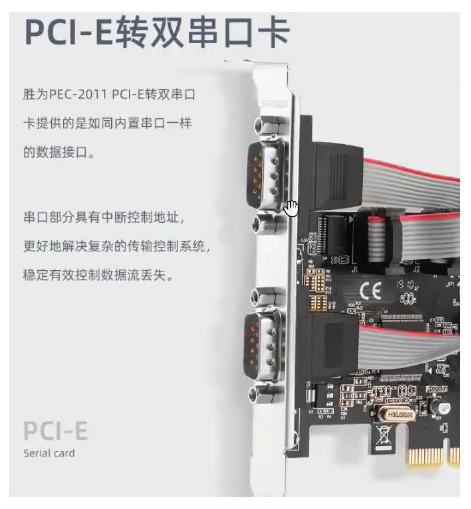 PCI-E转双串口卡
胜为PEC-2011 PCI-E转双串口
卡提供的是如同内置串口一样
的数据接口。
串口部分具有中断控制地址，
更好地解决复杂的传输控制系统，
稳定有效控制数据流丢失。
J1
J2
CE
PCI-E
Serial card